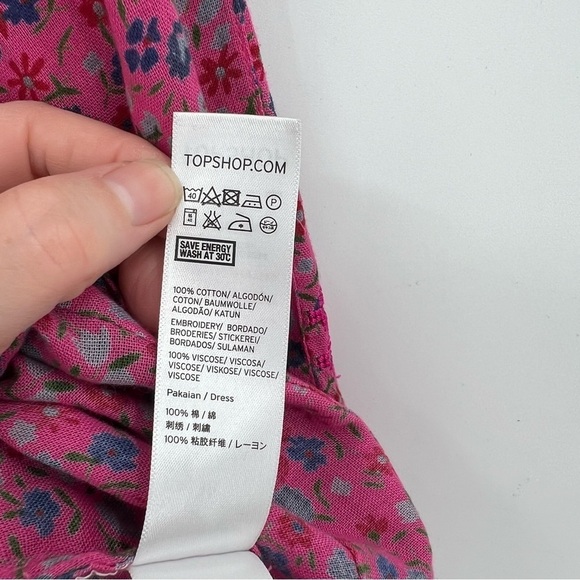 TOPSHOP.COM
40 P
SAVE ENERGY
WASH AT 30°C
100% COTTON/ ALGODÓN/
COTON/ BAUMWOLLE/
ALGODÃO/ KATUN
EMBROIDERY/ BORDADO/
BRODERIES/ STICKEREI/
BORDADOS/ SULAMAN
100% VISCOSE/ VISCOSA/
VISCOSE/ VISKOSE/ VISCOSE/
VISCOSE
Pakaian / Dress
100% 棉 / 綿
刺绣 / 刺繍
100% 粘胶纤维 / レーヨン